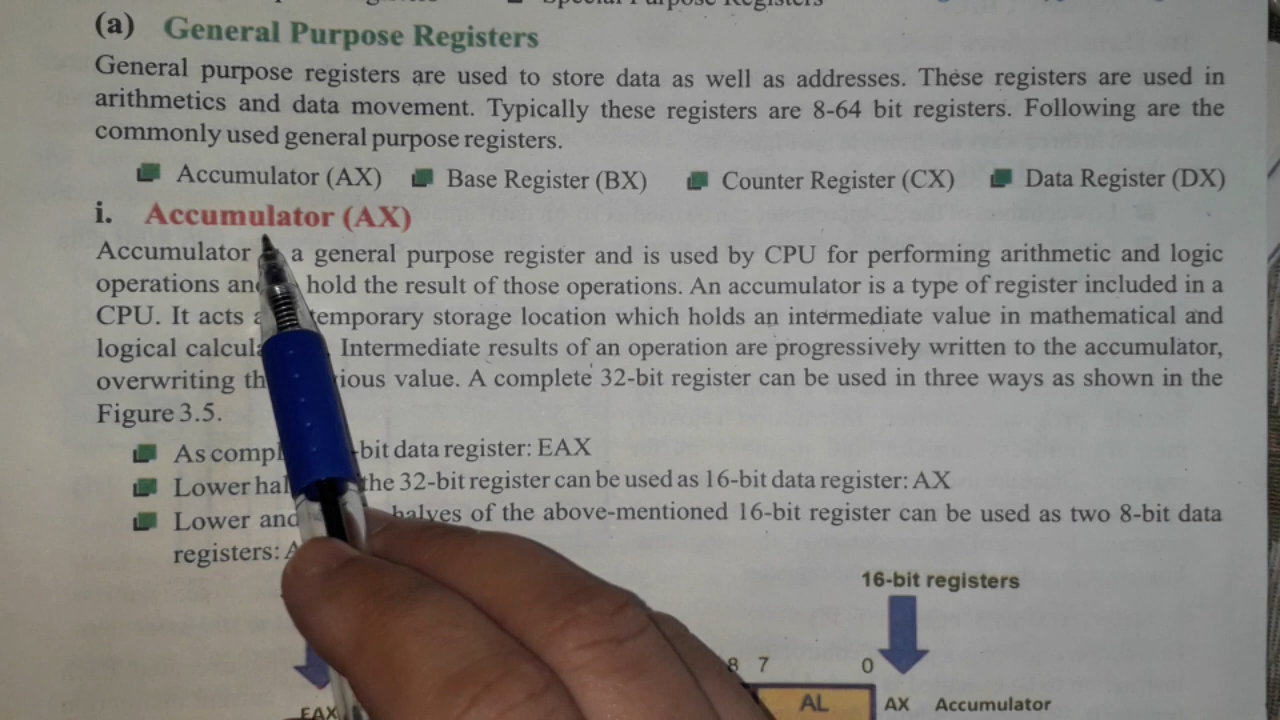 Special Purpose Registers
(a) General Purpose Registers
General purpose registers are used to store data as well as addresses. These registers are used in
arithmetics and data movement. Typically these registers are 8-64 bit registers. Following are the
commonly used general purpose registers.
Accumulator (AX) Base Register (BX) Counter Register (CX) Data Register (DX)
i. Accumulator (AX)
Accumulator a general purpose register and is used by CPU for performing arithmetic and logic
operations hold the result of those operations. An accumulator is a type of register included in a
CPU. It acts temporary storage location which holds an intermediate value in mathematical and
logical Intermediate results of an operation are progressively written to the accumulator,
overwriting value. A complete 32-bit register can be used in three ways as shown in the
Figure 3.5.
As -bit data register: EAX
Lower the 32-bit register can be used as 16-bit data register: AX
Lower and halves of the above-mentioned 16-bit register can be used as two 8-bit data
registers:
16-bit registers
8 7 0
EAX AL AX Accumulator